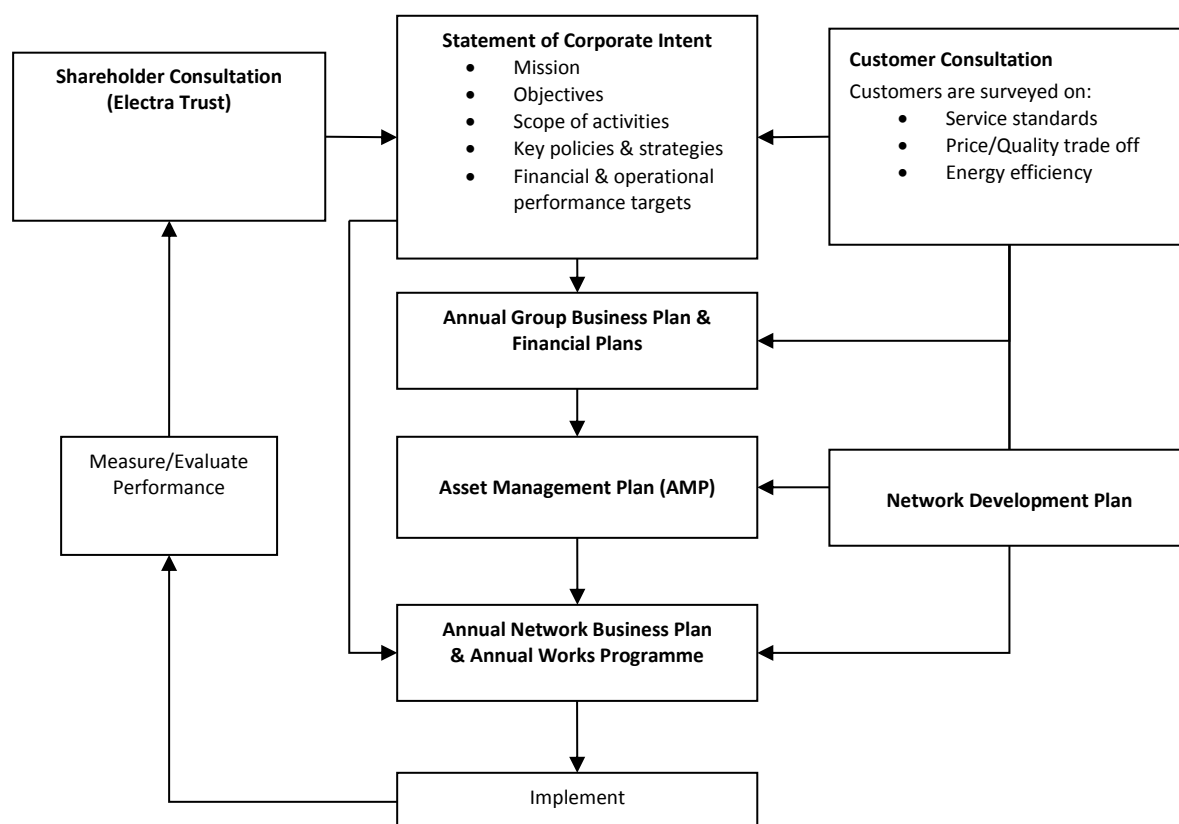 Shareholder Consultation
(Electra Trust)
Statement of Corporate Intent
• Mission
• Objectives
• Scope of activities
• Key policies & strategies
• Financial & operational
performance targets
Customer Consultation
Customers are surveyed on:
• Service standards
• Price/Quality trade off
• Energy efficiency
Annual Group Business Plan &
Financial Plans
Measure/Evaluate
Performance
Asset Management Plan (AMP)
Network Development Plan
Annual Network Business Plan
& Annual Works Programme
Implement